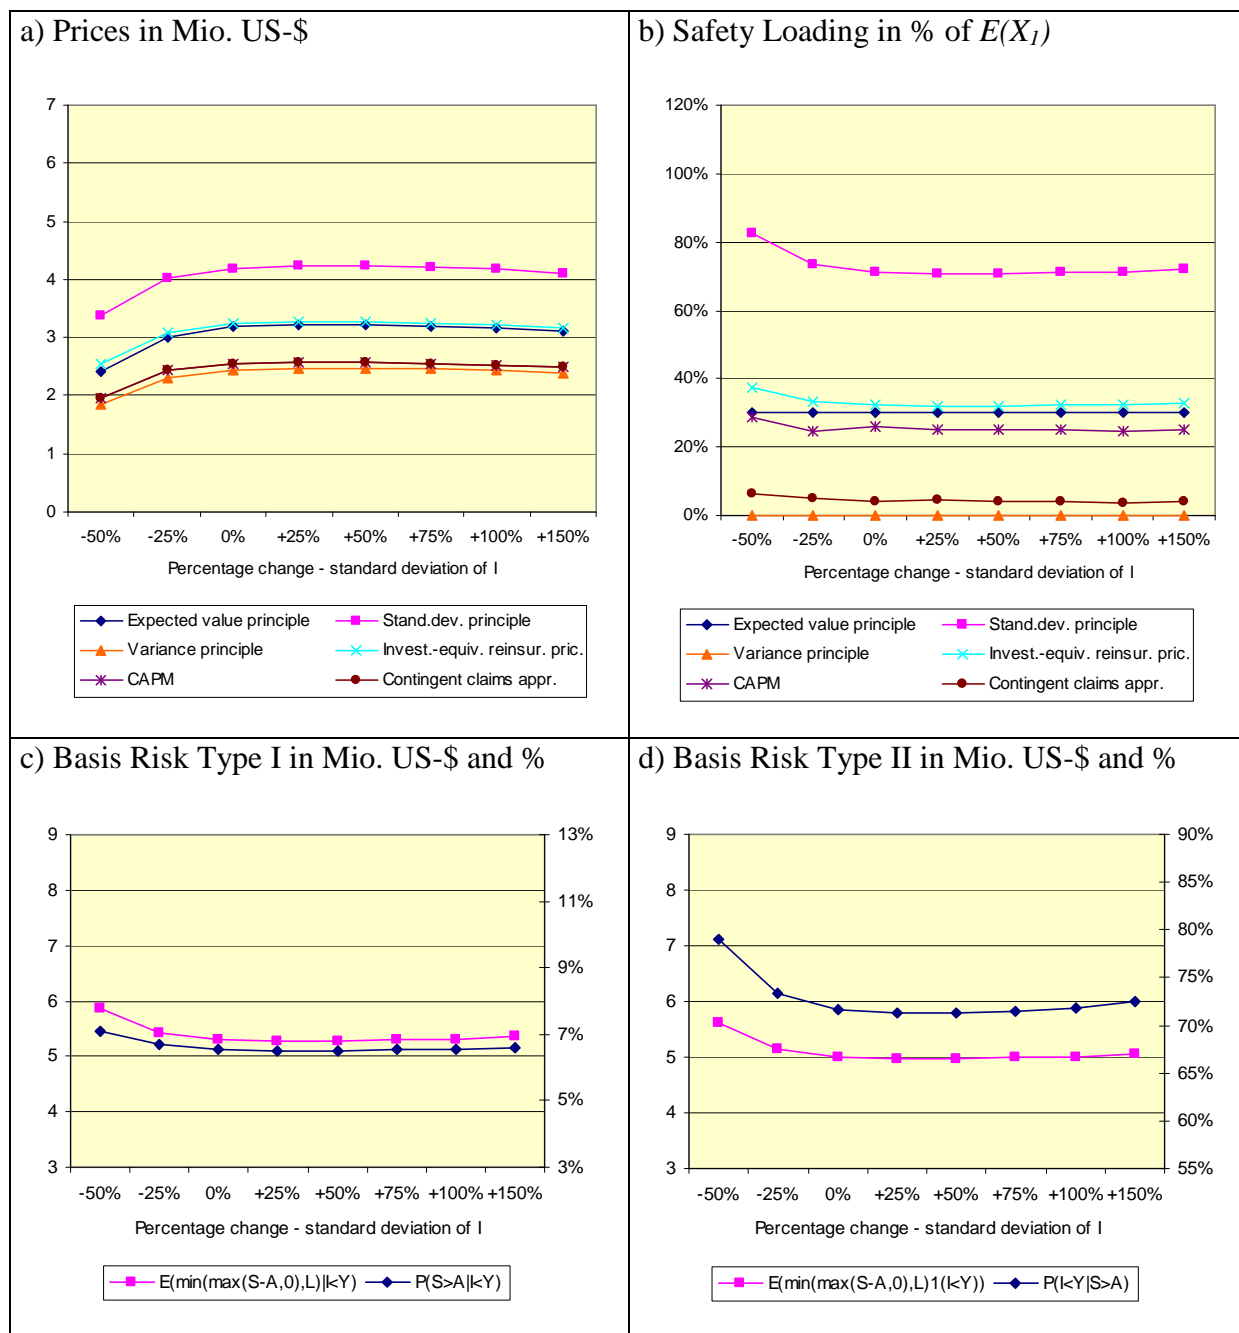 a) Prices in Mio. US-$
7
6
5
4
3
2
1
0
-50% -25% 0% +25% +50% +75% +100% +150%
Percentage change - standard deviation of I
Expected value principle Stand.dev. principle
Variance principle Invest.-equiv. reinsur. pric.
CAPM Contingent claims appr.
b) Safety Loading in % of E(X1)
120%
100%
80%
60%
40%
20%
0%
-50% -25% 0% +25% +50% +75% +100% +150%
Percentage change - standard deviation of I
Expected value principle Stand.dev. principle
Variance principle Invest.-equiv. reinsur. pric.
CAPM Contingent claims appr.
c) Basis Risk Type I in Mio. US-$ and %
9
8
7
6
5
4
3
13%
11%
9%
7%
5%
3%
-50% -25% 0% +25% +50% +75% +100% +150%
Percentage change - standard deviation of I
E(min(max(S-A,0),L)|I<Y) P(S>A|I<Y)
d) Basis Risk Type II in Mio. US-$ and %
9
8
7
6
5
4
3
90%
85%
80%
75%
70%
65%
60%
55%
-50% -25% 0% +25% +50% +75% +100% +150%
Percentage change - standard deviation of I
E(min(max(S-A,0),L)1(I<Y)) P(I<Y|S>A)